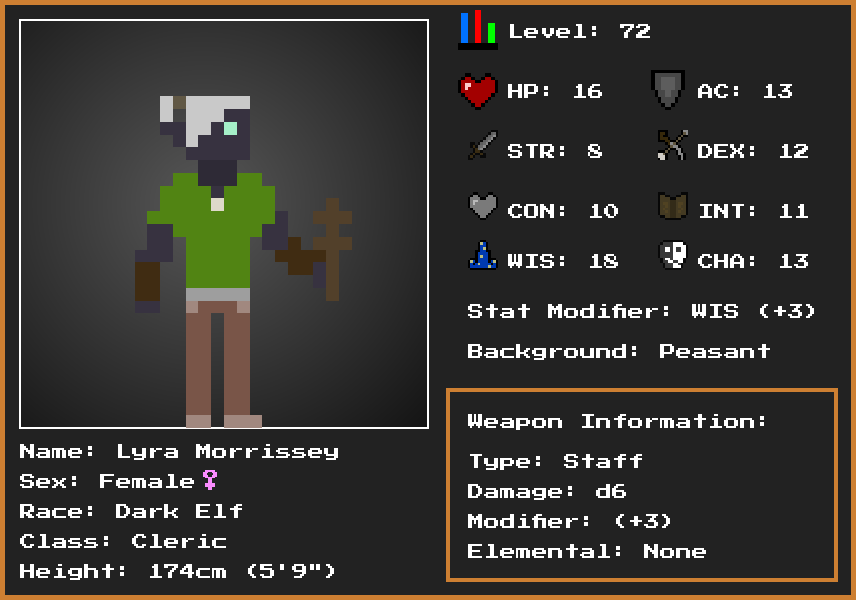 Level: 72
HP: 16
AC: 13
STR: 8
DEX: 12
CON: 10
INT: 11
WIS: 18
CHA: 13
Stat Modifier: WIS (+3)
Background: Peasant
Weapon Information:
Type: Staff
Damage: d6
Modifier: (+3)
Elemental: None
Name: Lyra Morrissey
Sex: Female♀
Race: Dark Elf
Class: Cleric
Height: 174cm (5'9")